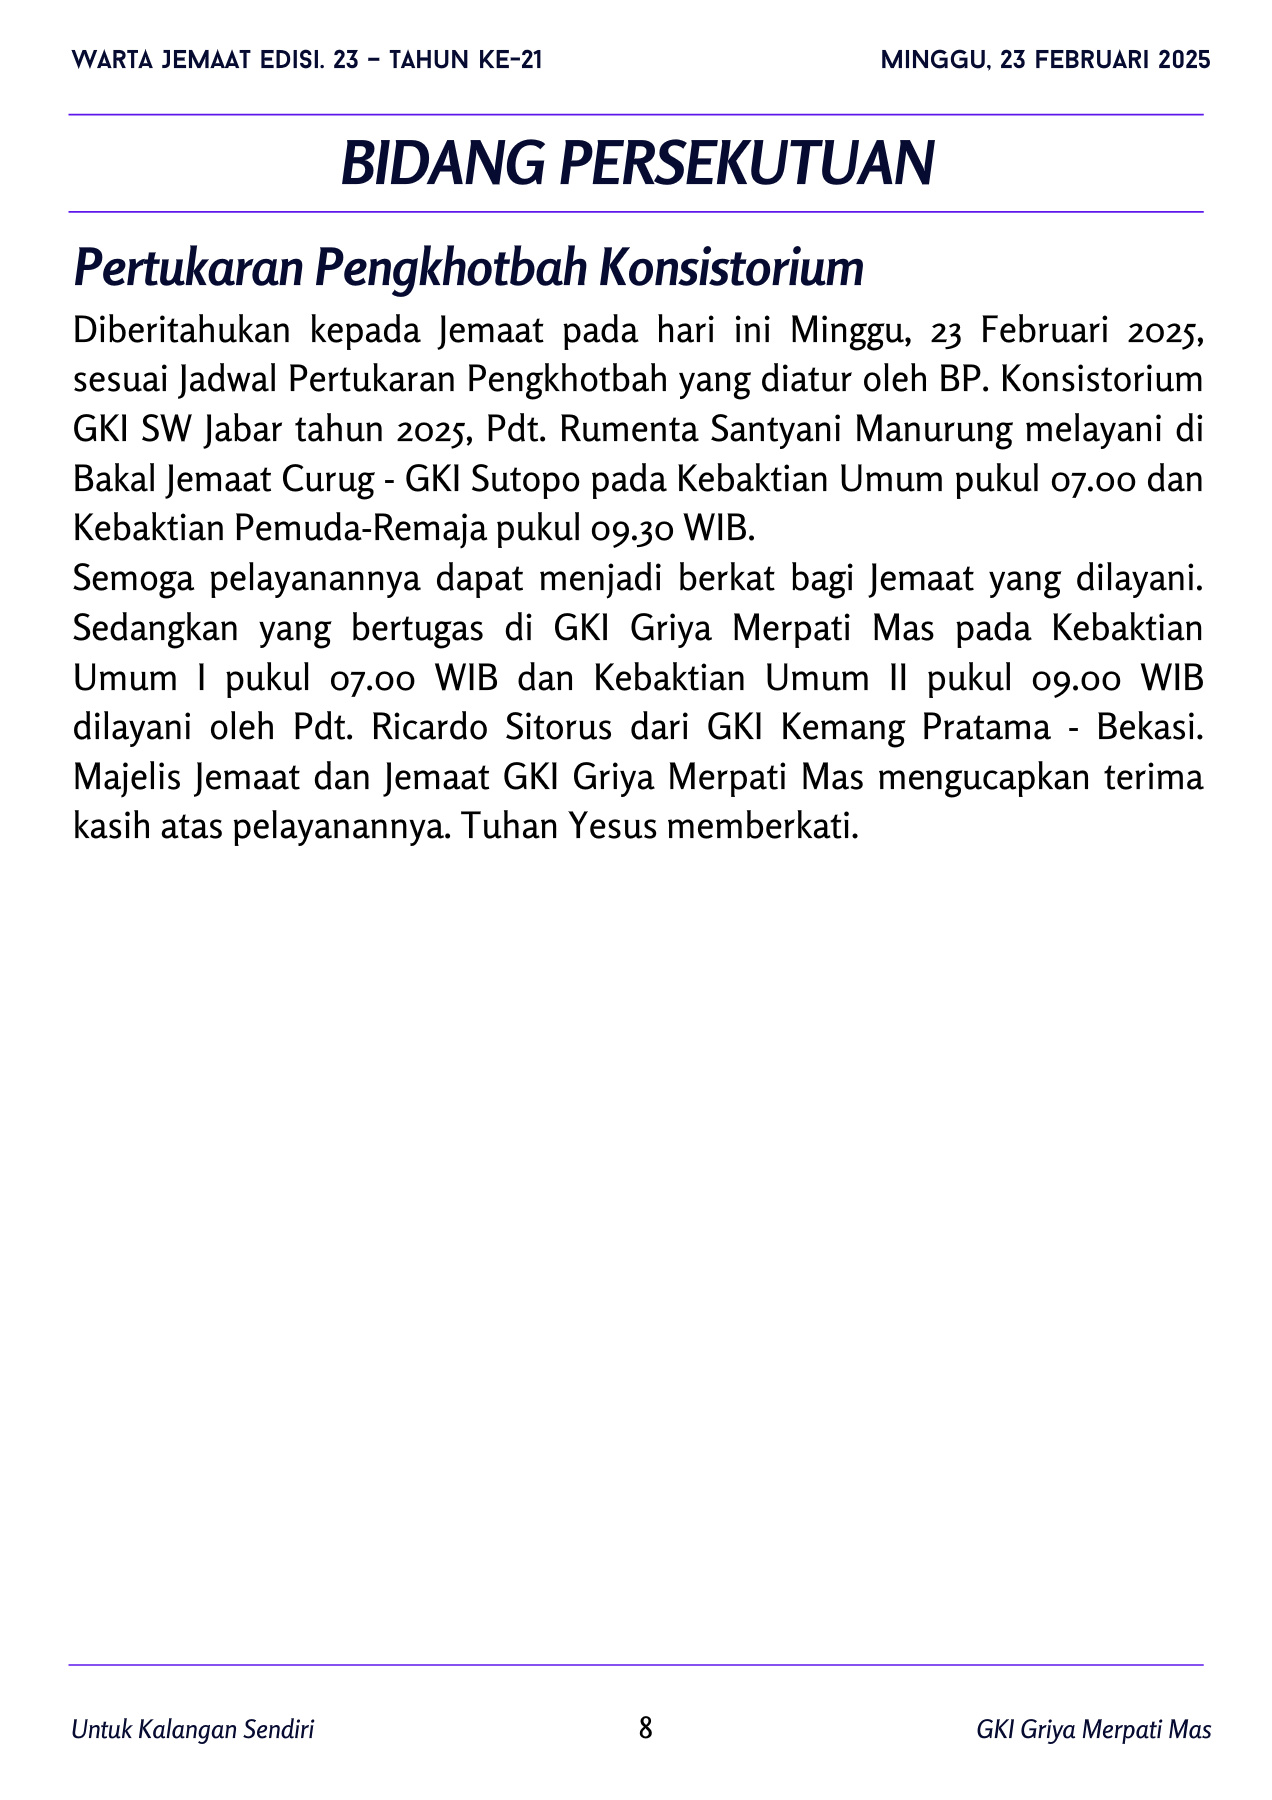 WARTA JEMAAT EDISI. 23 – TAHUN KE-21
MINGGU, 23 FEBRUARI 2025
BIDANG PERSEKUTUAN
Pertukaran Pengkhotbah Konsistorium
Diberitahukan kepada Jemaat pada hari ini Minggu, 23 Februari 2025,
sesuai Jadwal Pertukaran Pengkhotbah yang diatur oleh BP. Konsistorium
GKI SW Jabar tahun 2025, Pdt. Rumenta Santyani Manurung melayani di
Bakal Jemaat Curug - GKI Sutopo pada Kebaktian Umum pukul 07.00 dan
Kebaktian Pemuda-Remaja pukul 09.30 WIB.
Semoga pelayanannya dapat menjadi berkat bagi Jemaat yang dilayani.
Sedangkan yang bertugas di GKI Griya Merpati Mas pada Kebaktian
Umum I pukul 07.00 WIB dan Kebaktian Umum II pukul 09.00 WIB
dilayani oleh Pdt. Ricardo Sitorus dari GKI Kemang Pratama - Bekasi.
Majelis Jemaat dan Jemaat GKI Griya Merpati Mas mengucapkan terima
kasih atas pelayanannya. Tuhan Yesus memberkati.
Untuk Kalangan Sendiri
8
GKI Griya Merpati Mas